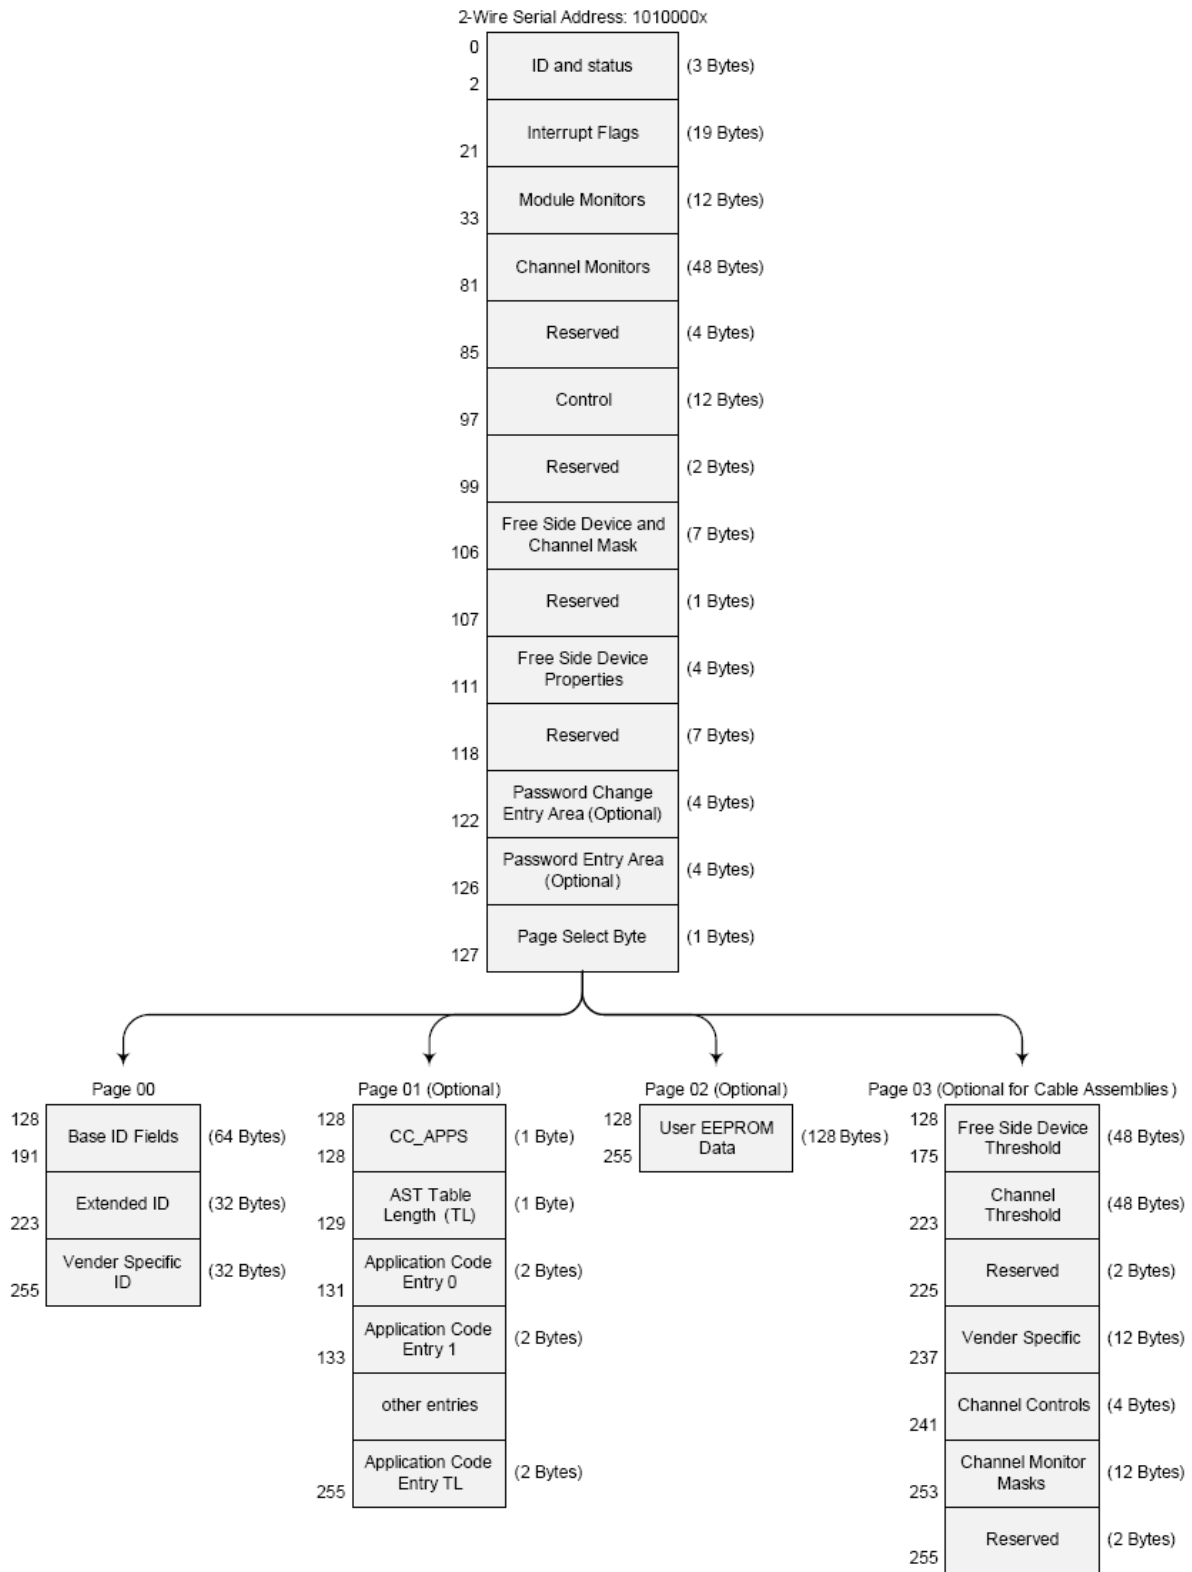 2-Wire Serial Address: 1010000x
0
ID and status
(3 Bytes)
2
Interrupt Flags
(19 Bytes)
21
Module Monitors
(12 Bytes)
33
Channel Monitors
(48 Bytes)
81
Reserved
(4 Bytes)
85
Control
(12 Bytes)
97
Reserved
(2 Bytes)
99
Free Side Device and
Channel Mask
(7 Bytes)
106
Reserved
(1 Bytes)
107
Free Side Device
Properties
(4 Bytes)
111
Reserved
(7 Bytes)
118
Password Change
Entry Area (Optional)
(4 Bytes)
122
Password Entry Area
(Optional)
(4 Bytes)
126
Page Select Byte
(1 Bytes)
127
Page 00
128
Base ID Fields
(64 Bytes)
191
Extended ID
(32 Bytes)
223
Vender Specific
ID
(32 Bytes)
255
Page 01 (Optional)
128
CC_APPS
(1 Byte)
128
AST Table
Length (TL)
(1 Byte)
129
Application Code
Entry 0
(2 Bytes)
131
Application Code
Entry 1
(2 Bytes)
133
other entries
Application Code
Entry TL
(2 Bytes)
255
Page 02 (Optional)
128
User EEPROM
Data
(128 Bytes)
255
Page 03 (Optional for Cable Assemblies)
128
Free Side Device
Threshold
(48 Bytes)
175
Channel
Threshold
(48 Bytes)
223
Reserved
(2 Bytes)
225
Vender Specific
(12 Bytes)
237
Channel Controls
(4 Bytes)
241
Channel Monitor
Masks
(12 Bytes)
253
Reserved
(2 Bytes)
255